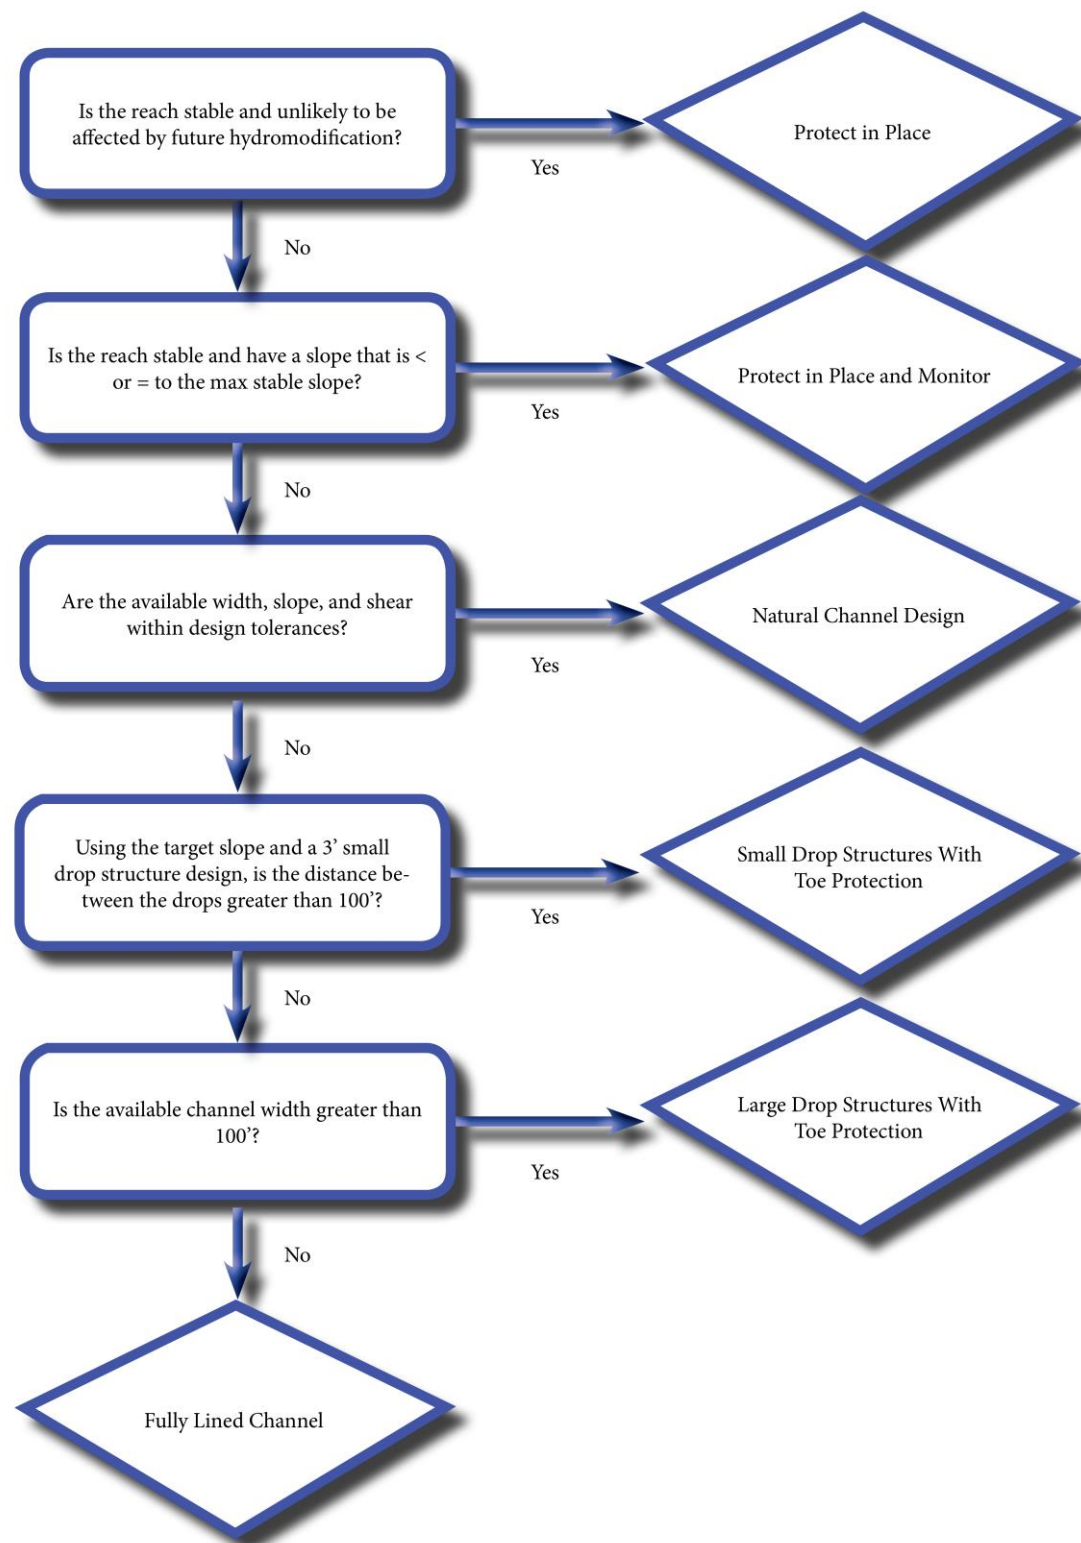 Is the reach stable and unlikely to be
affected by future hydromodification?
Yes
Protect in Place
No
Is the reach stable and have a slope that is <
or = to the max stable slope?
Yes
Protect in Place and Monitor
No
Are the available width, slope, and shear
within design tolerances?
Yes
Natural Channel Design
No
Using the target slope and a 3’ small
drop structure design, is the distance be-
tween the drops greater than 100’?
Yes
Small Drop Structures With
Toe Protection
No
Is the available channel width greater than
100’?
Yes
Large Drop Structures With
Toe Protection
No
Fully Lined Channel